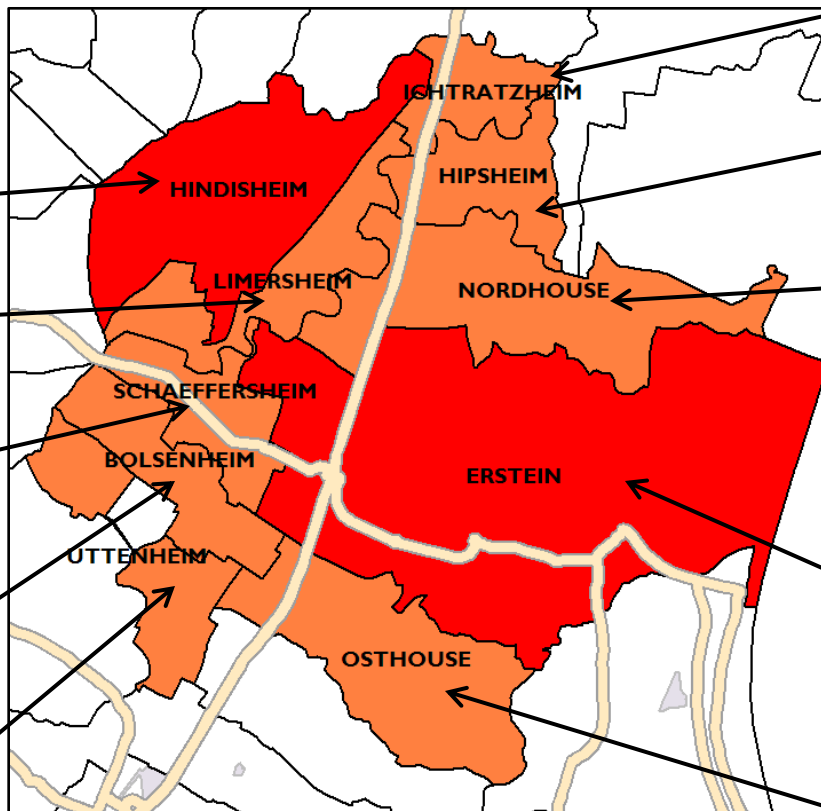 ICHTRATZHEIM
HIPSHEIM
HINDISHEIM
LIMERSHEIM
NORDHOUSE
SCHAEFFERSHEIM
BOLSENHEIM
ERSTEIN
UTTENHEIM
OSTHOUSE